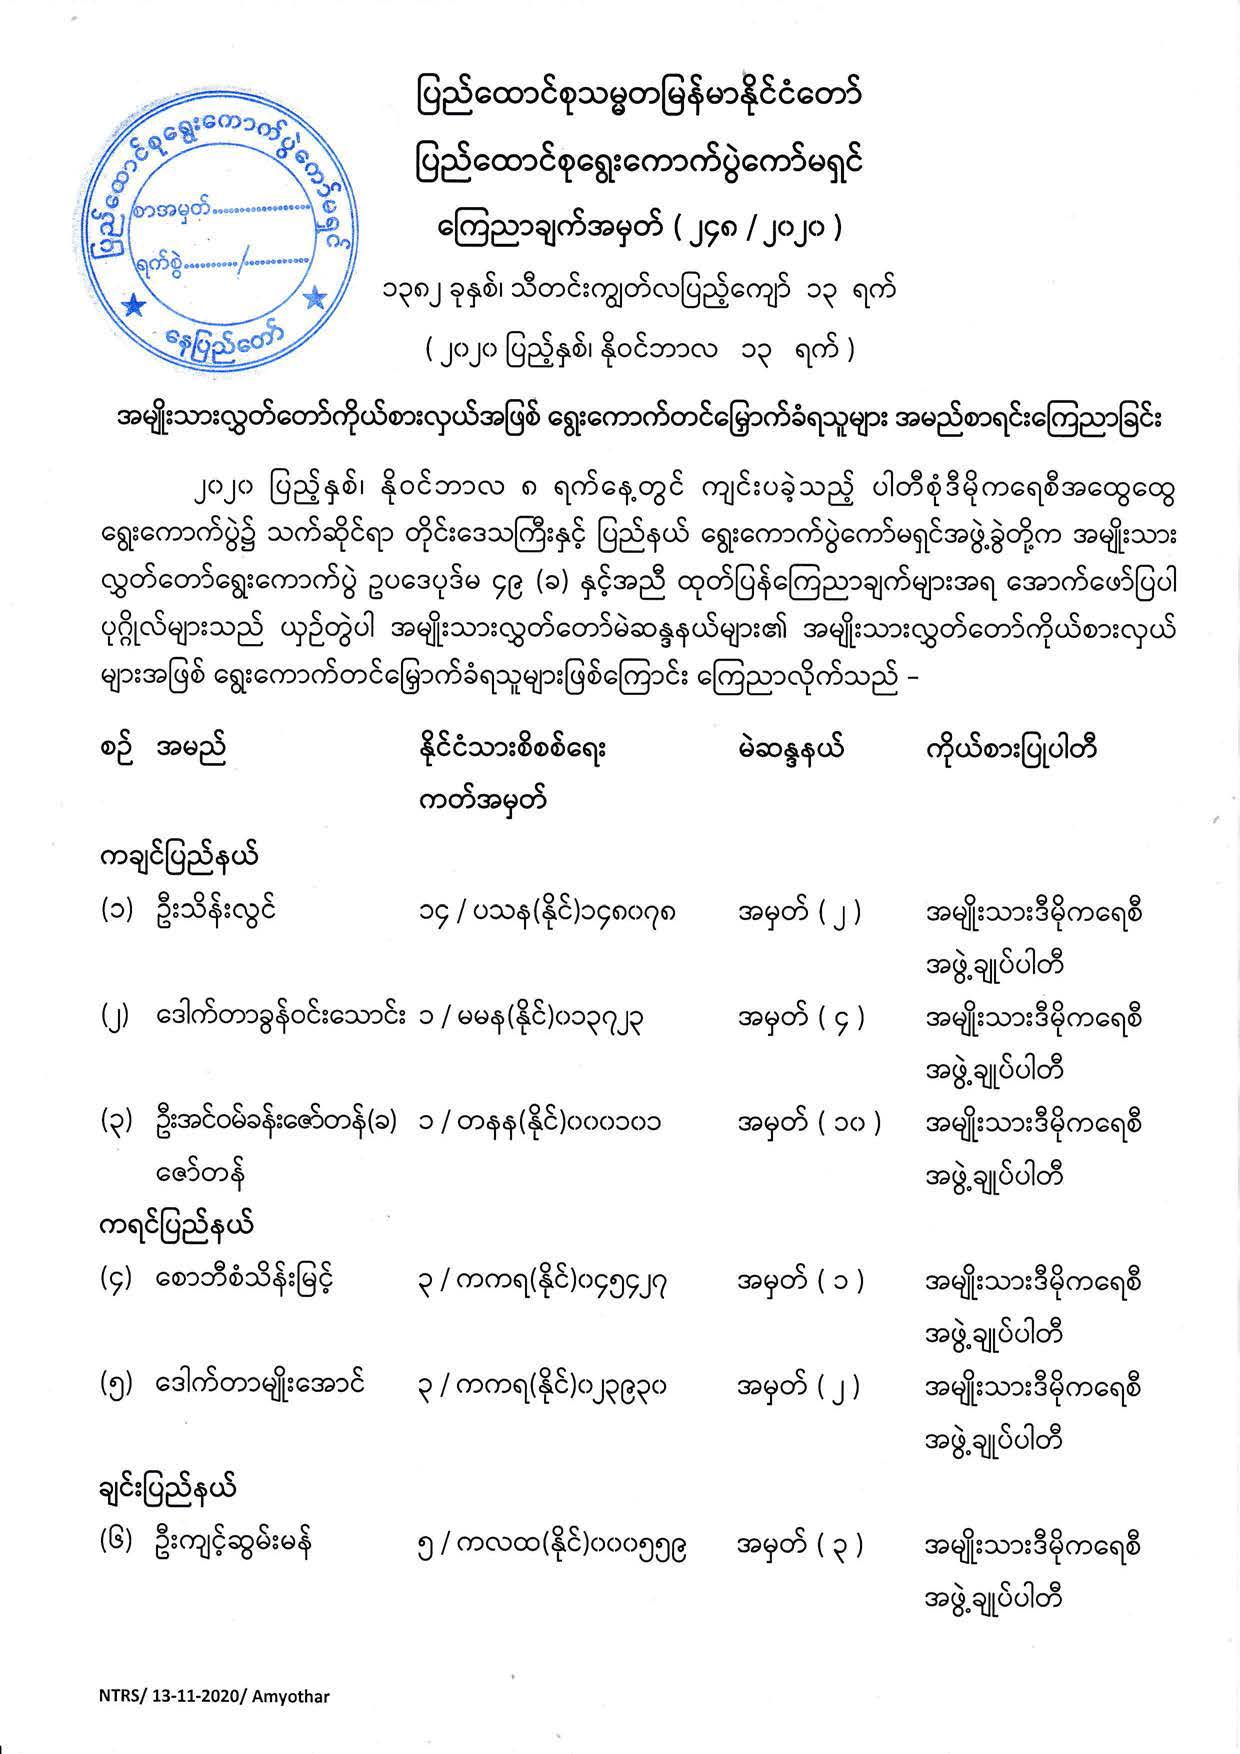 ပြည်ထောင်စုသမ္မတမြန်မာနိုင်ငံတော်
ပြည်ထောင်စုရွေးကောက်ပွဲကော်မရှင်
ကြေညာချက်အမှတ် ( ၂၄၈ / ၂၀၂၀ )
၁၃၈၂ ခုနှစ်၊ သီတင်းကျွတ်လပြည့်ကျော် ၁၃ ရက်
( ၂၀၂၀ ပြည့်နှစ်၊ နိုဝင်ဘာလ ၁၃ ရက် )
ပြည်ထောင်စုရွေးကောက်ပွဲကော်မရှင်
စာအမှတ်....................
ရက်စွဲ........../............
နေပြည်တော်
အမျိုးသားလွှတ်တော်ကိုယ်စားလှယ်အဖြစ် ရွေးကောက်တင်မြှောက်ခံရသူများ အမည်စာရင်းကြေညာခြင်း
၂၀၂၀ ပြည့်နှစ်၊ နိုဝင်ဘာလ ၈ ရက်နေ့တွင် ကျင်းပခဲ့သည့် ပါတီစုံဒီမိုကရေစီအထွေထွေ
ရွေးကောက်ပွဲ၌ သက်ဆိုင်ရာ တိုင်းဒေသကြီးနှင့် ပြည်နယ် ရွေးကောက်ပွဲကော်မရှင်အဖွဲ့ခွဲတို့က အမျိုးသား
လွှတ်တော်ရွေးကောက်ပွဲ ဥပဒေပုဒ်မ ၄၉ (ခ) နှင့်အညီ ထုတ်ပြန်ကြေညာချက်များအရ အောက်ဖော်ပြပါ
ပုဂ္ဂိုလ်များသည် ယှဉ်တွဲပါ အမျိုးသားလွှတ်တော်မဲဆန္ဒနယ်များ၏ အမျိုးသားလွှတ်တော်ကိုယ်စားလှယ်
များအဖြစ် ရွေးကောက်တင်မြှောက်ခံရသူများဖြစ်ကြောင်း ကြေညာလိုက်သည် –
စဉ် အမည် နိုင်ငံသားစိစစ်ရေး မဲဆန္ဒနယ် ကိုယ်စားပြုပါတီ
ကတ်အမှတ်
ကချင်ပြည်နယ်
(၁) ဦးသိန်းလွင် ၁၄ / ပသန(နိုင်)၁၄၈၀၇၈ အမှတ် ( ၂ ) အမျိုးသားဒီမိုကရေစီ
အဖွဲ့ချုပ်ပါတီ
(၂) ဒေါက်တာခွန်ဝင်းသောင်း ၁ / မမန(နိုင်)၀၁၃၇၂၃ အမှတ် ( ၄ ) အမျိုးသားဒီမိုကရေစီ
အဖွဲ့ချုပ်ပါတီ
(၃) ဦးအင်ဝမ်ခန်းဇော်တန်(ခ) ၁ / တနန(နိုင်)၀၀၀၁၀၁ အမှတ် ( ၁၀ ) အမျိုးသားဒီမိုကရေစီ
ဇော်တန် အဖွဲ့ချုပ်ပါတီ
ကရင်ပြည်နယ်
(၄) စောဘီစံသိန်းမြင့် ၃ / ကကရ(နိုင်)၀၄၅၄၂၇ အမှတ် ( ၁ ) အမျိုးသားဒီမိုကရေစီ
အဖွဲ့ချုပ်ပါတီ
(၅) ဒေါက်တာမျိုးအောင် ၃ / ကကရ(နိုင်)၀၂၃၉၃၀ အမှတ် ( ၂ ) အမျိုးသားဒီမိုကရေစီ
အဖွဲ့ချုပ်ပါတီ
ချင်းပြည်နယ်
(၆) ဦးကျင့်ဆွမ်းမန် ၅ / ကလထ(နိုင်)၀၀၀၅၅၉ အမှတ် ( ၃ ) အမျိုးသားဒီမိုကရေစီ
အဖွဲ့ချုပ်ပါတီ
NTRS/ 13-11-2020/ Amyothar